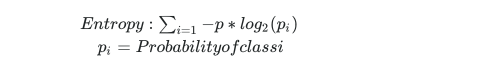 Entropy : ∑_{i=1} −p * log₂(pᵢ)
pᵢ = Probabilityofclassi